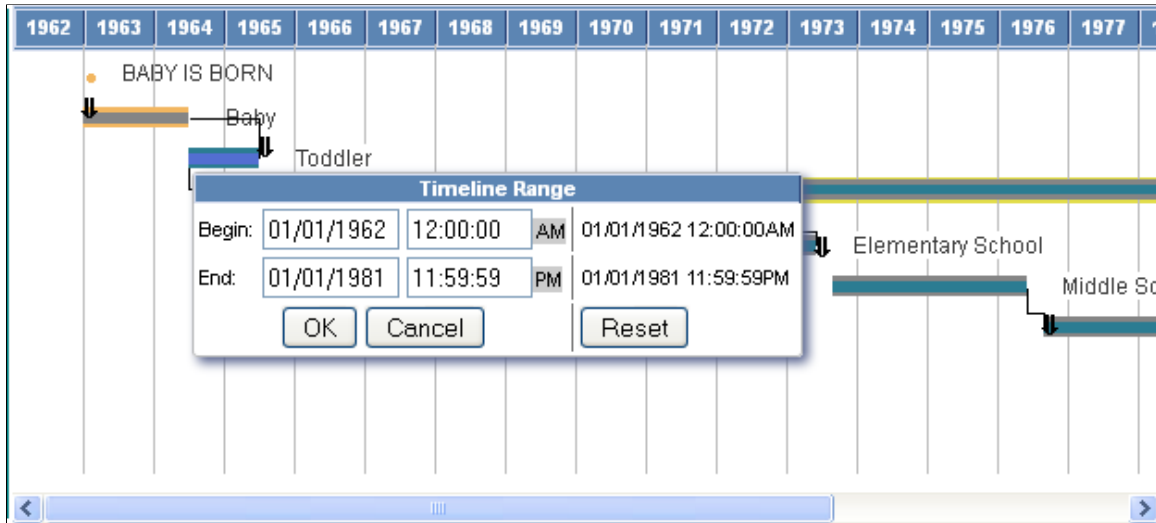 1962 1963 1964 1965 1966 1967 1968 1969 1970 1971 1972 1973 1974 1975 1976 1977
BABY IS BORN
Baby
Toddler
Timeline Range
Begin: 01/01/1962 12:00:00 AM 01/01/1962 12:00:00AM
Elementary School
End: 01/01/1981 11:59:59 PM 01/01/1981 11:59:59PM
Middle Sc
OK Cancel Reset